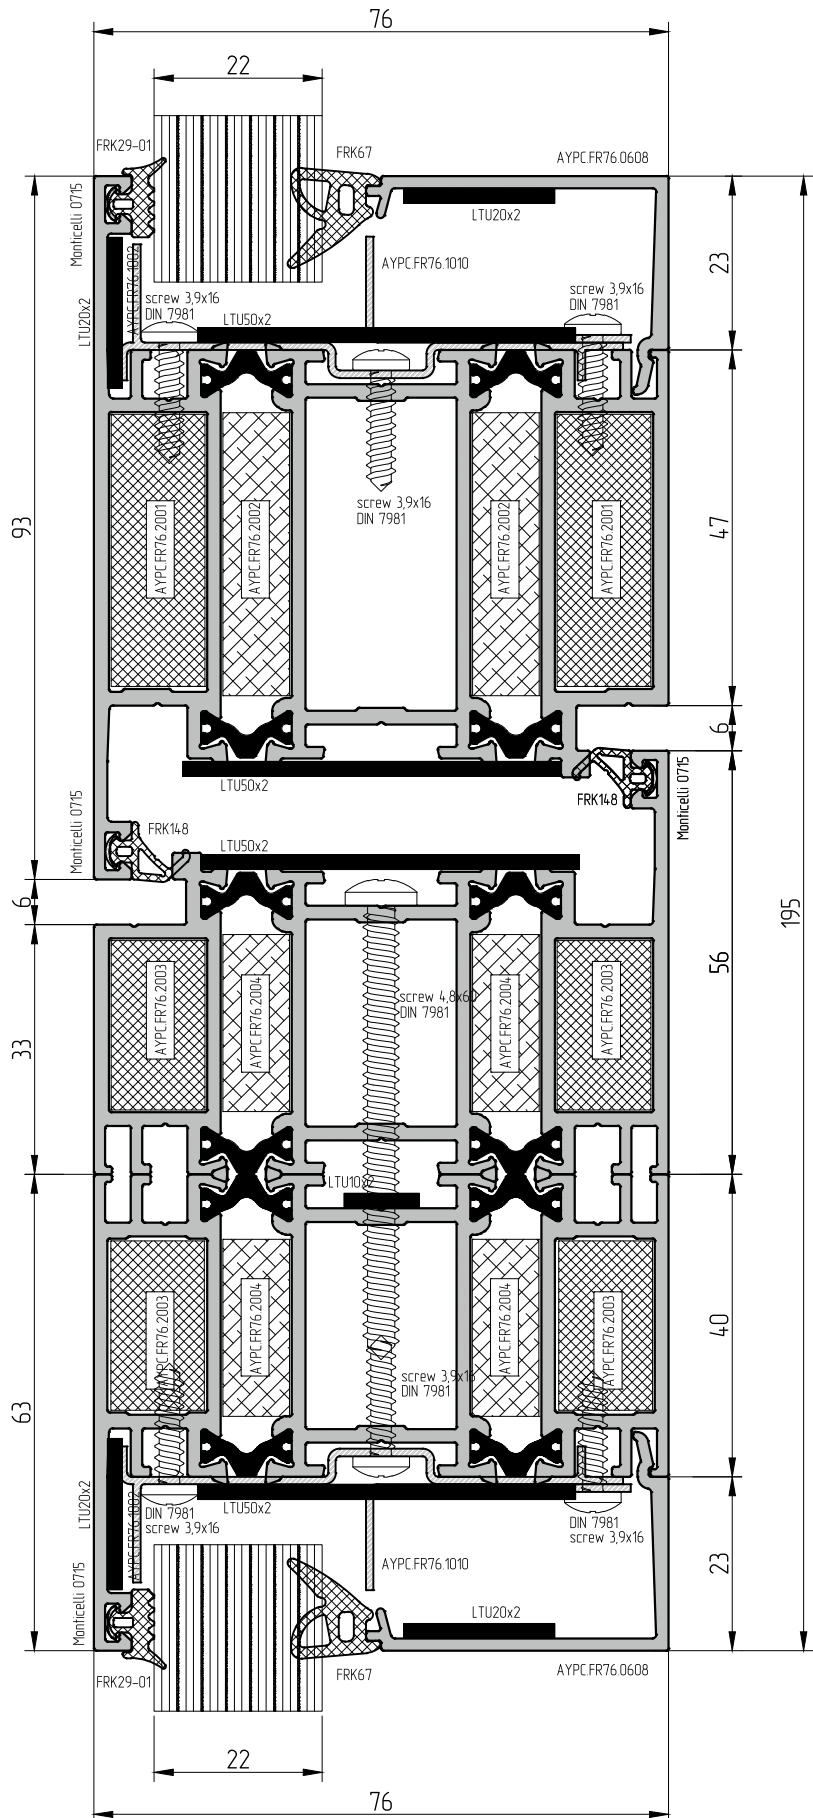 76
22
FRK29-01
FRK67
AYPC.FR76.0608
Monticelli 0715
LTU20x2
AYPC.FR76.1002
AYPC.FR76.1010
23
LTU20x2
screw 3,9x16
DIN 7981
LTU50x2
screw 3,9x16
DIN 7981
93
AYPC.FR76.2001
AYPC.FR76.2002
screw 3,9x16
DIN 7981
AYPC.FR76.2002
AYPC.FR76.2001
47
6
LTU50x2
FRK148
Monticelli 0715
Monticelli 0715
FRK148
LTU50x2
6
195
56
33
AYPC.FR76.2003
AYPC.FR76.2004
screw 4,8x60
DIN 7981
AYPC.FR76.2004
AYPC.FR76.2003
LTU10x2
63
AYPC.FR76.2003
AYPC.FR76.2004
screw 3,9x16
DIN 7981
AYPC.FR76.2004
AYPC.FR76.2003
40
LTU20x2
AYPC.FR76.1002
DIN 7981
screw 3,9x16
LTU50x2
DIN 7981
screw 3,9x16
AYPC.FR76.1010
23
Monticelli 0715
LTU20x2
FRK29-01
FRK67
AYPC.FR76.0608
22
76